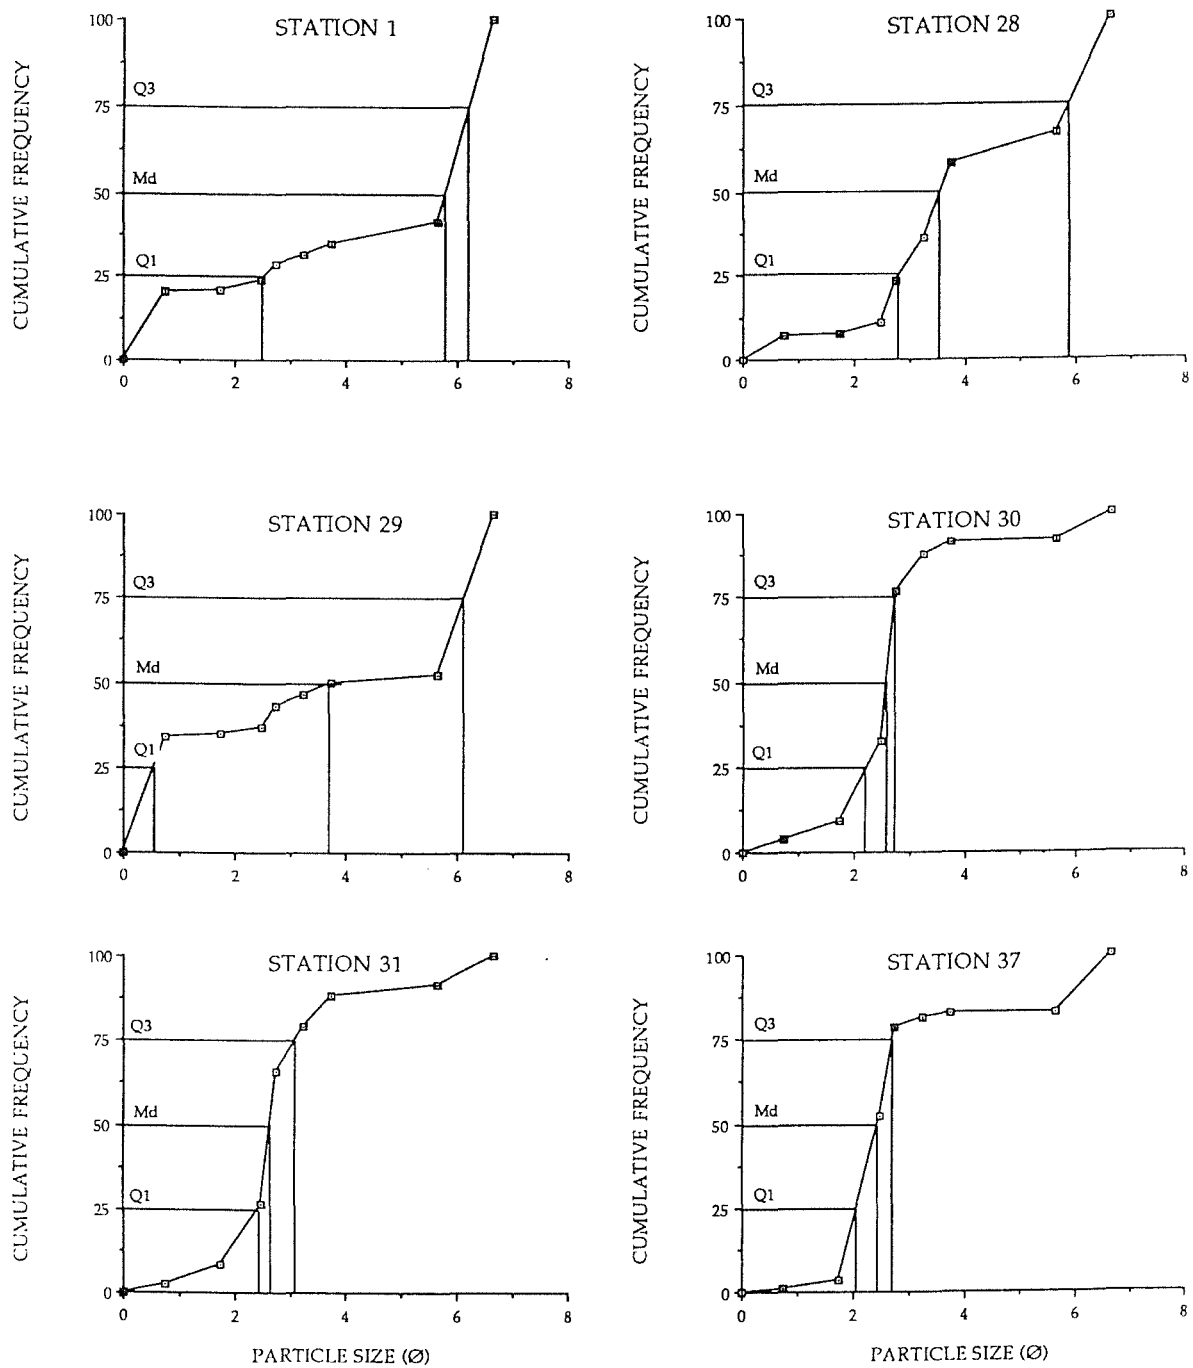 STATION 1
CUMULATIVE FREQUENCY
100
Q3
75
Md
50
Q1
25
0
0 2 4 6 8
STATION 28
CUMULATIVE FREQUENCY
100
Q3
75
Md
50
Q1
25
0
0 2 4 6 8
STATION 29
CUMULATIVE FREQUENCY
100
Q3
75
Md
50
Q1
25
0
0 2 4 6 8
STATION 30
CUMULATIVE FREQUENCY
100
Q3
75
Md
50
Q1
25
0
0 2 4 6 8
STATION 31
CUMULATIVE FREQUENCY
100
Q3
75
Md
50
Q1
25
0
0 2 4 6 8
PARTICLE SIZE (Ø)
STATION 37
CUMULATIVE FREQUENCY
100
Q3
75
Md
50
Q1
25
0
0 2 4 6 8
PARTICLE SIZE (Ø)